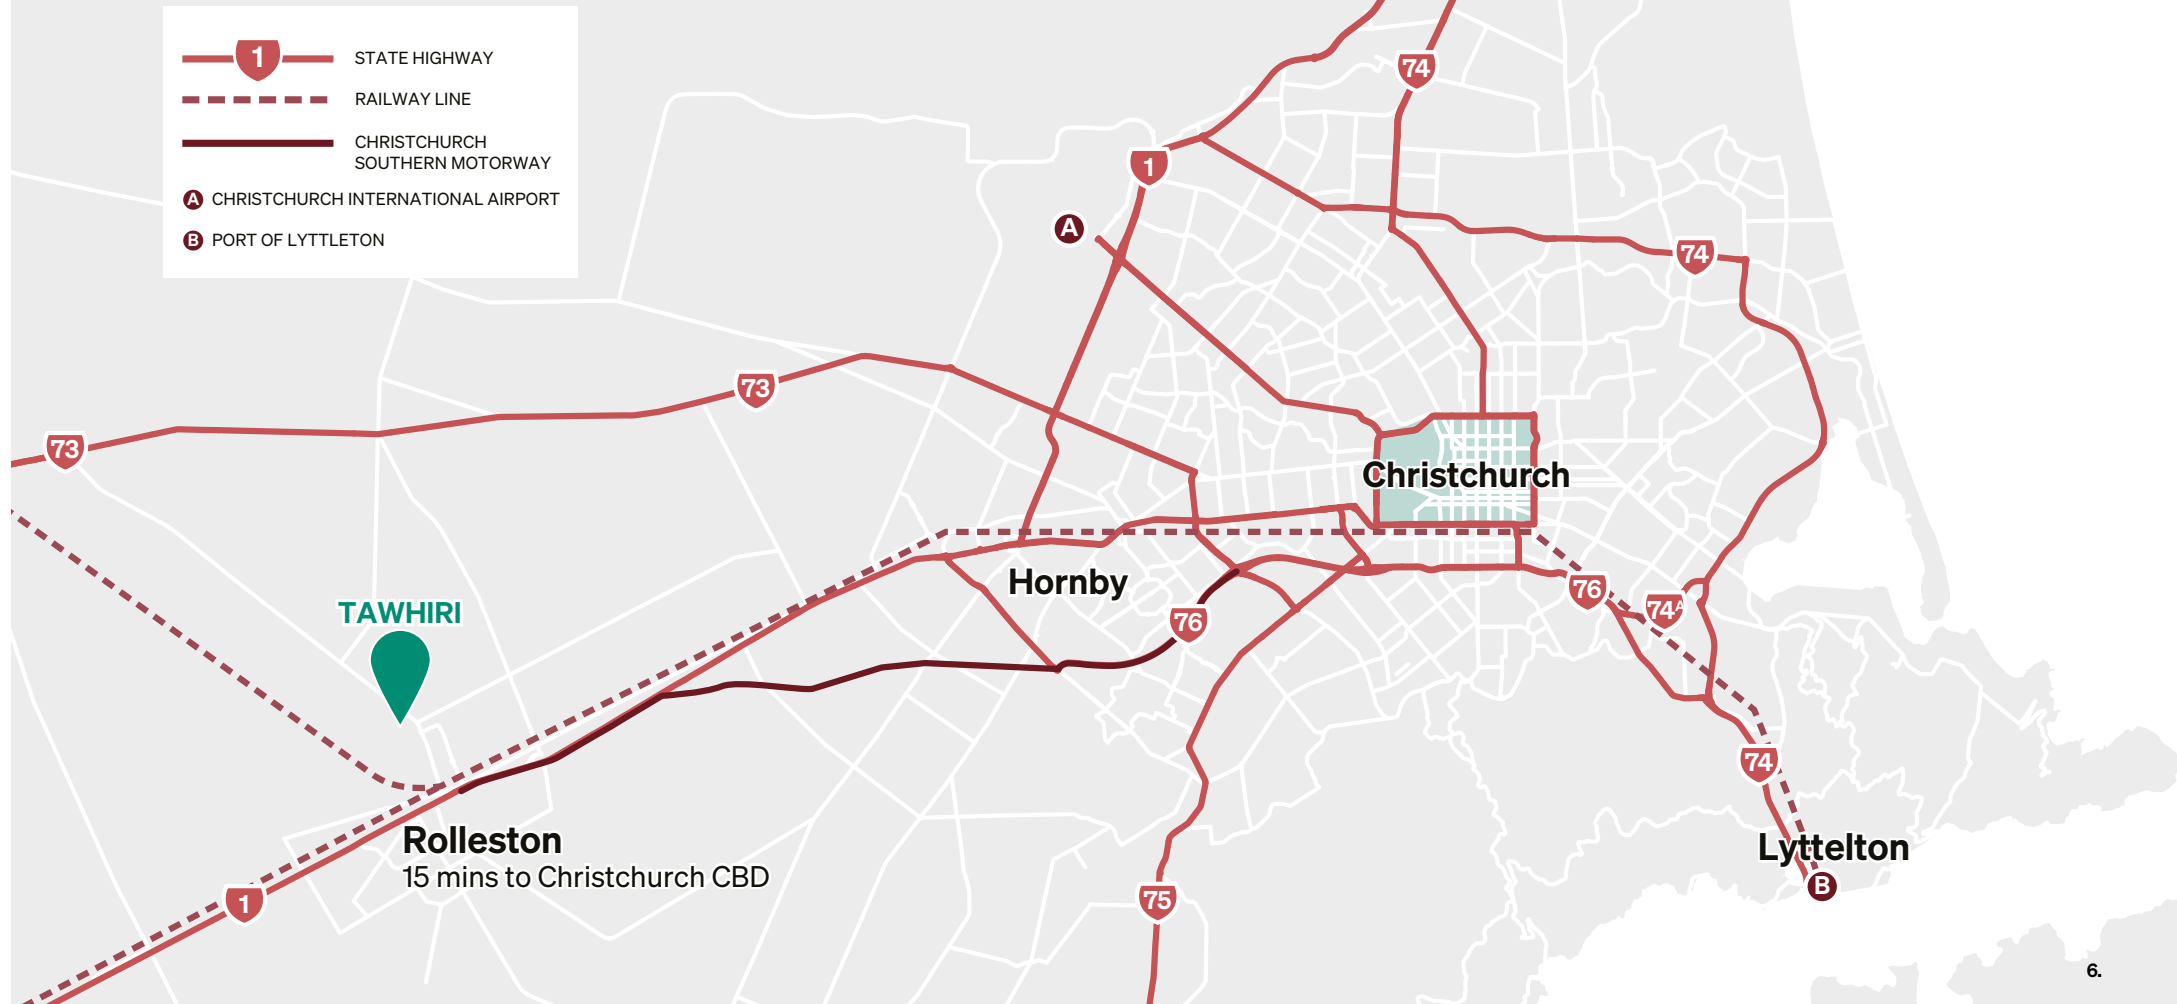 1
STATE HIGHWAY
RAILWAY LINE
CHRISTCHURCH
SOUTHERN MOTORWAY
A CHRISTCHURCH INTERNATIONAL AIRPORT
B PORT OF LYTTLETON
74
1
A
74
73
73
Christchurch
Hornby
76
74A
TAWHIRI
76
74
Rolleston
15 mins to Christchurch CBD
Lyttelton
B
1
75
6.